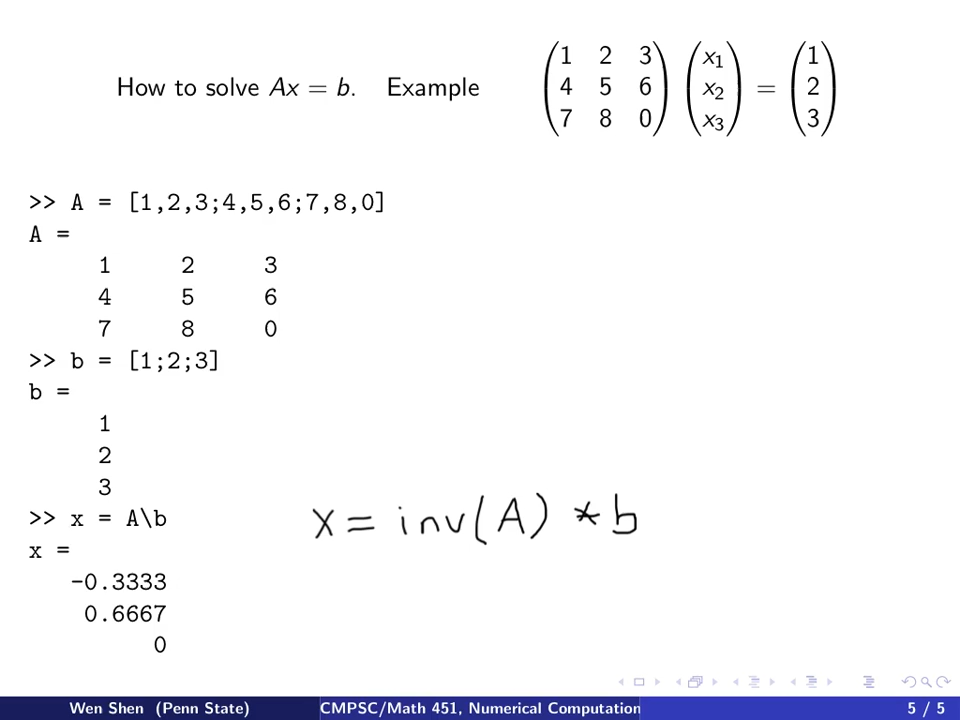 How to solve Ax = b. Example (1 2 3; 4 5 6; 7 8 0) (x₁; x₂; x₃) = (1; 2; 3)
>> A = [1,2,3;4,5,6;7,8,0]
A =
1 2 3
4 5 6
7 8 0
>> b = [1;2;3]
b =
1
2
3
>> x = A\b
x = inv(A) * b
x =
-0.3333
0.6667
0
Wen Shen (Penn State) CMPSC/Math 451, Numerical Computation 5 / 5